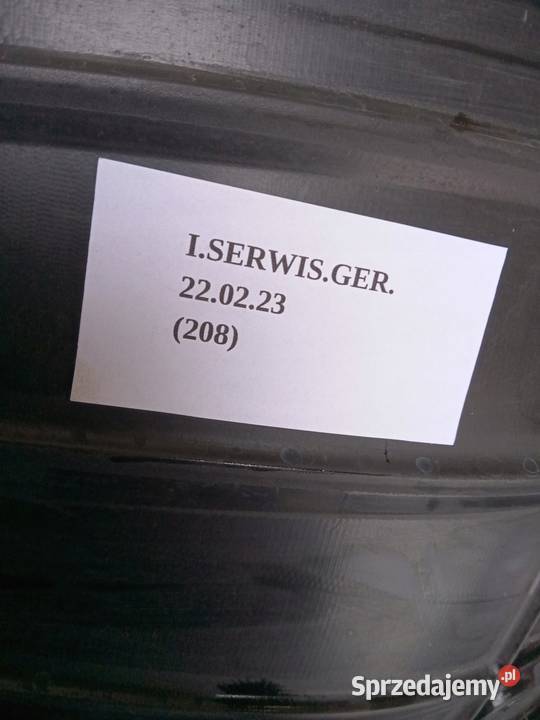 I.SERWIS.GER.
22.02.23
(208)
Sprzedajemy.pl